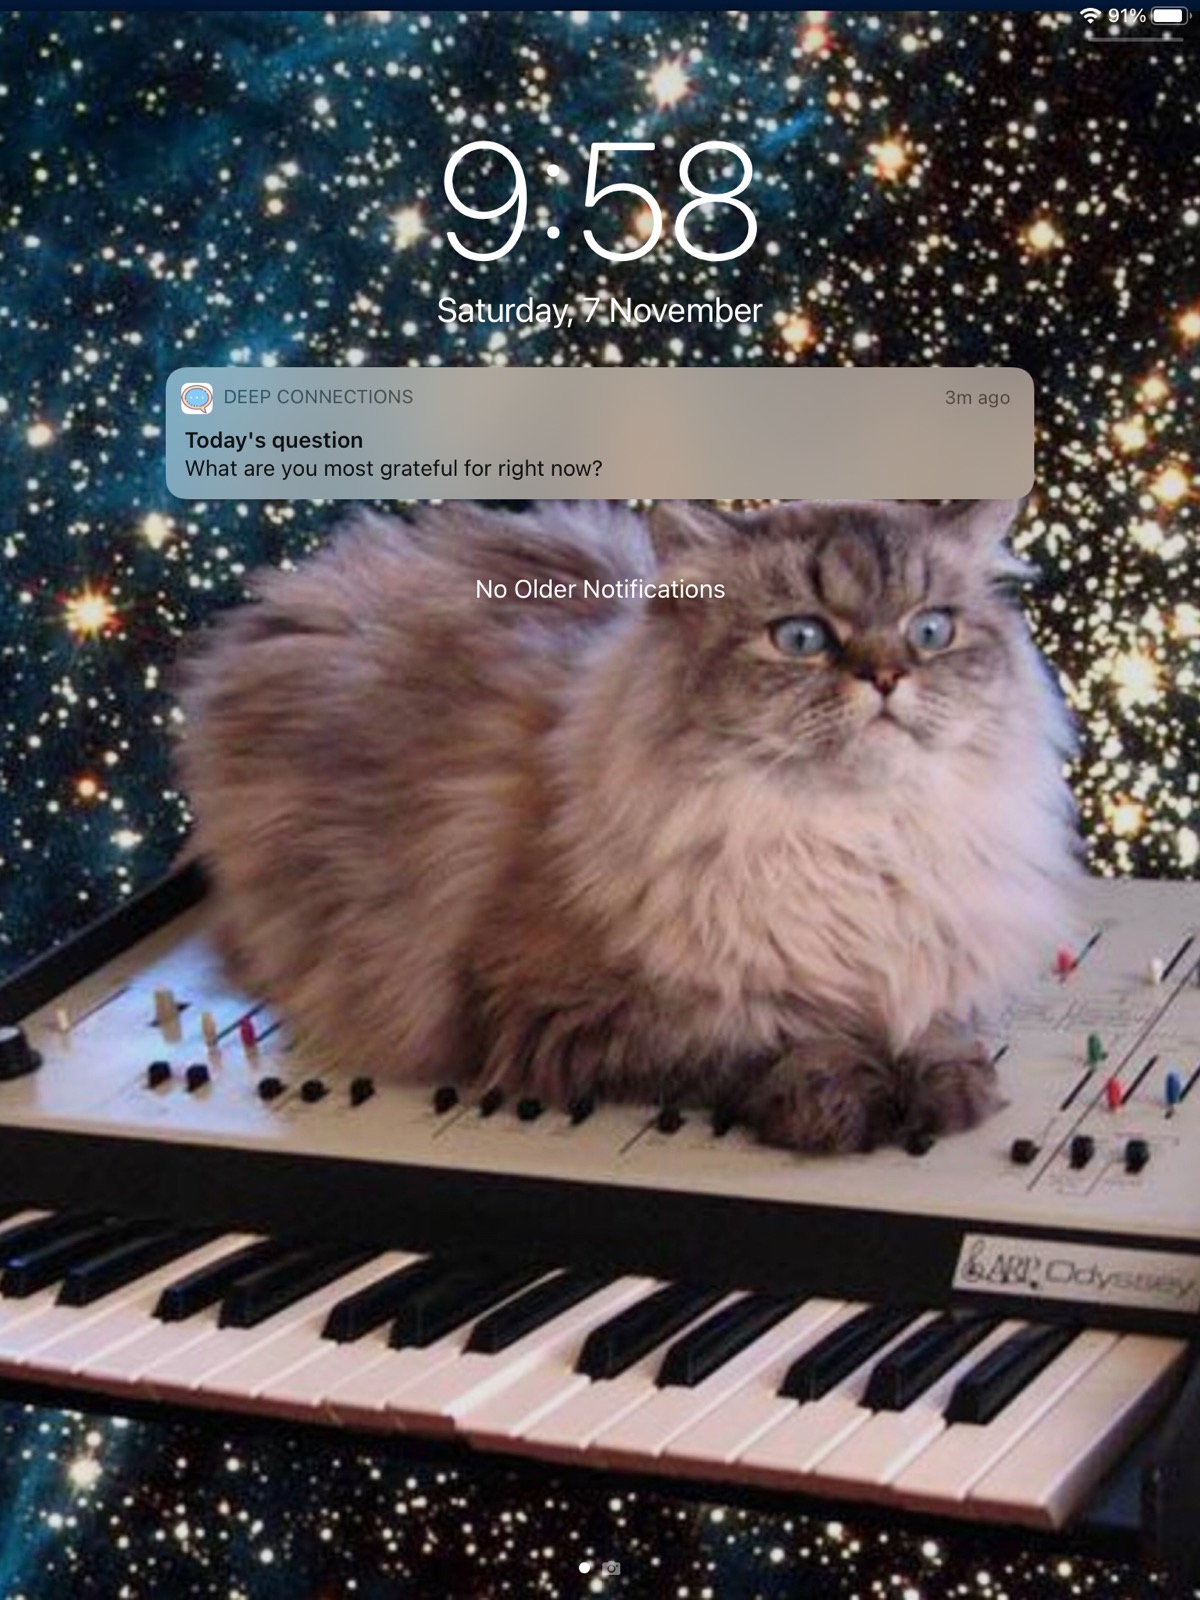 91%
9:58
Saturday, 7 November
DEEP CONNECTIONS
3m ago
Today's question
What are you most grateful for right now?
No Older Notifications
ARP Odyssey